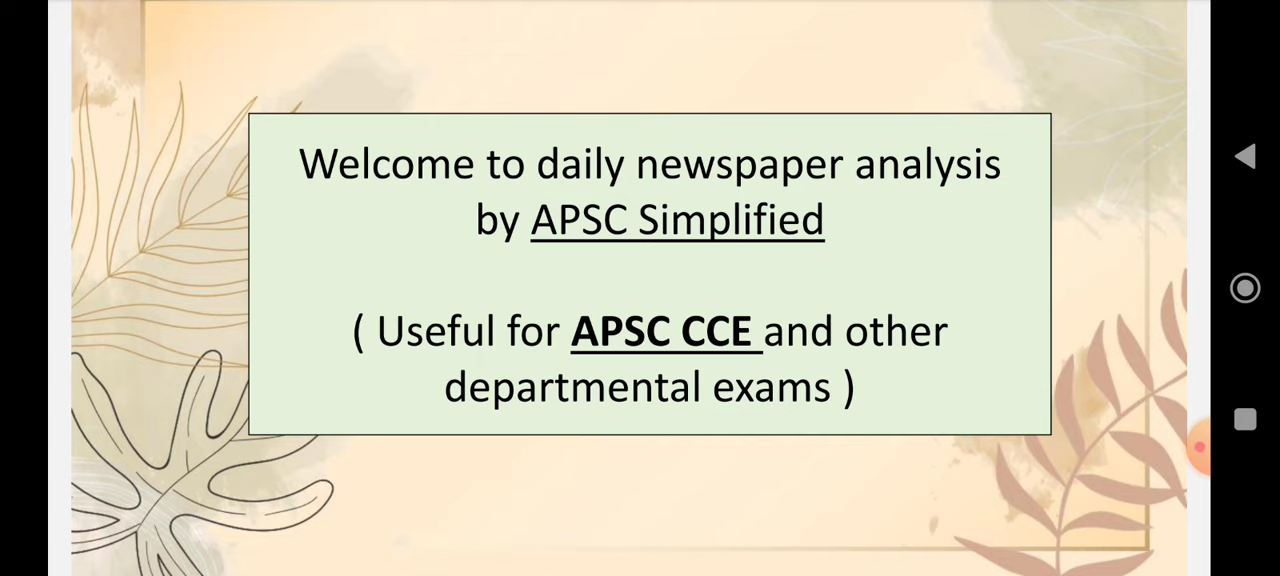 Welcome to daily newspaper analysis
by APSC Simplified
( Useful for APSC CCE and other
departmental exams )